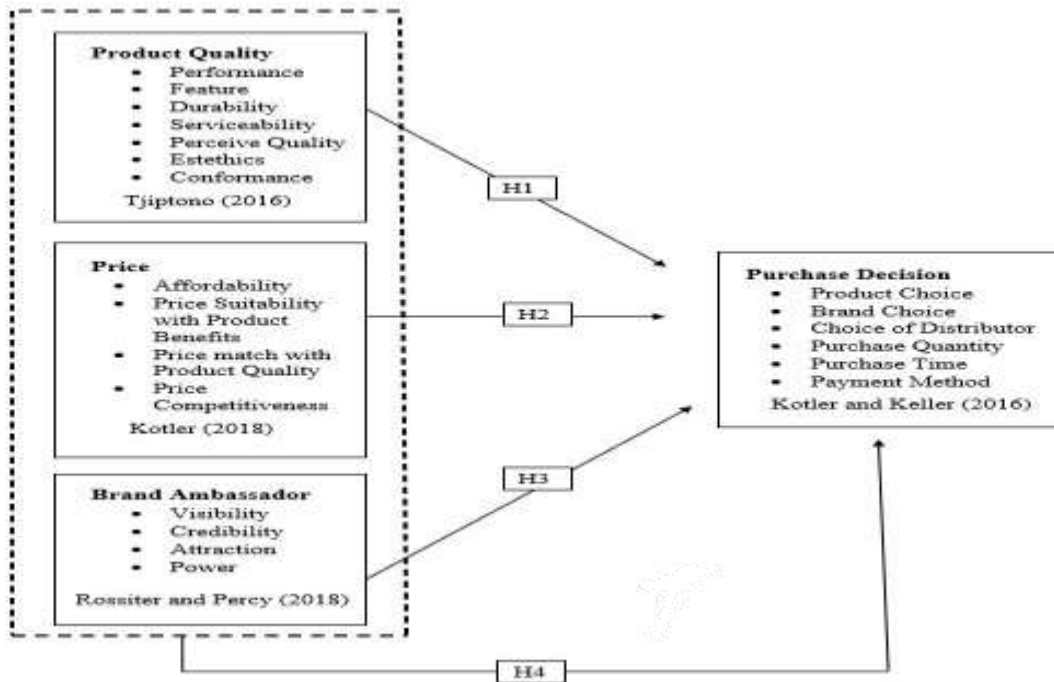 Product Quality
• Performance
• Feature
• Durability
• Serviceability
• Perceive Quality
• Estethics
• Conformance
Tjiptono (2016)
H1
Price
• Affordability
• Price Suitability
with Product
Benefits
• Price match with
Product Quality
• Price
Competitiveness
Kotler (2018)
H2
Purchase Decision
• Product Choice
• Brand Choice
• Choice of Distributor
• Purchase Quantity
• Purchase Time
• Payment Method
Kotler and Keller (2016)
Brand Ambassador
• Visibility
• Credibility
• Attraction
• Power
Rossiter and Percy (2018)
H3
H4